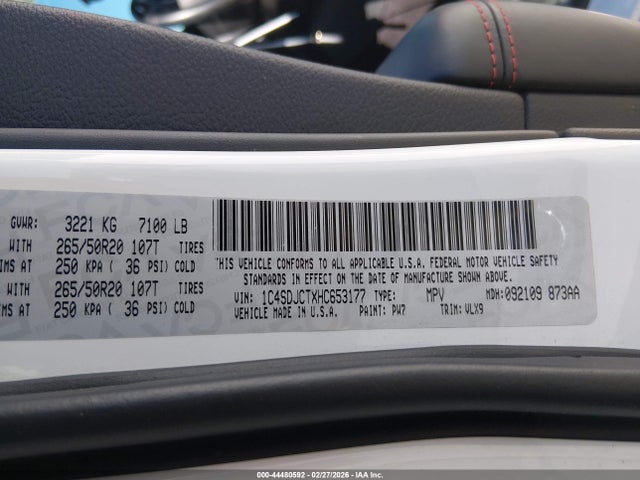 GVWR: 3221 KG 7100 LB
WITH 265/50R20 107T TIRES
IMS AT 250 KPA ( 36 PSI) COLD
WITH 265/50R20 107T TIRES
IMS AT 250 KPA ( 36 PSI) COLD
THIS VEHICLE CONFORMS TO ALL APPLICABLE U.S.A. FEDERAL MOTOR VEHICLE SAFETY
STANDARDS IN EFFECT ON THE DATE OF MANUFACTURE SHOWN ABOVE.
VIN: 1C4SDJCTXHC653177 TYPE: MPV MDH:092109 873AA
VEHICLE MADE IN U.S.A. PAINT: PW7 TRIM:VLX9
000-44480592 - 02/27/2026 - IAA Inc.